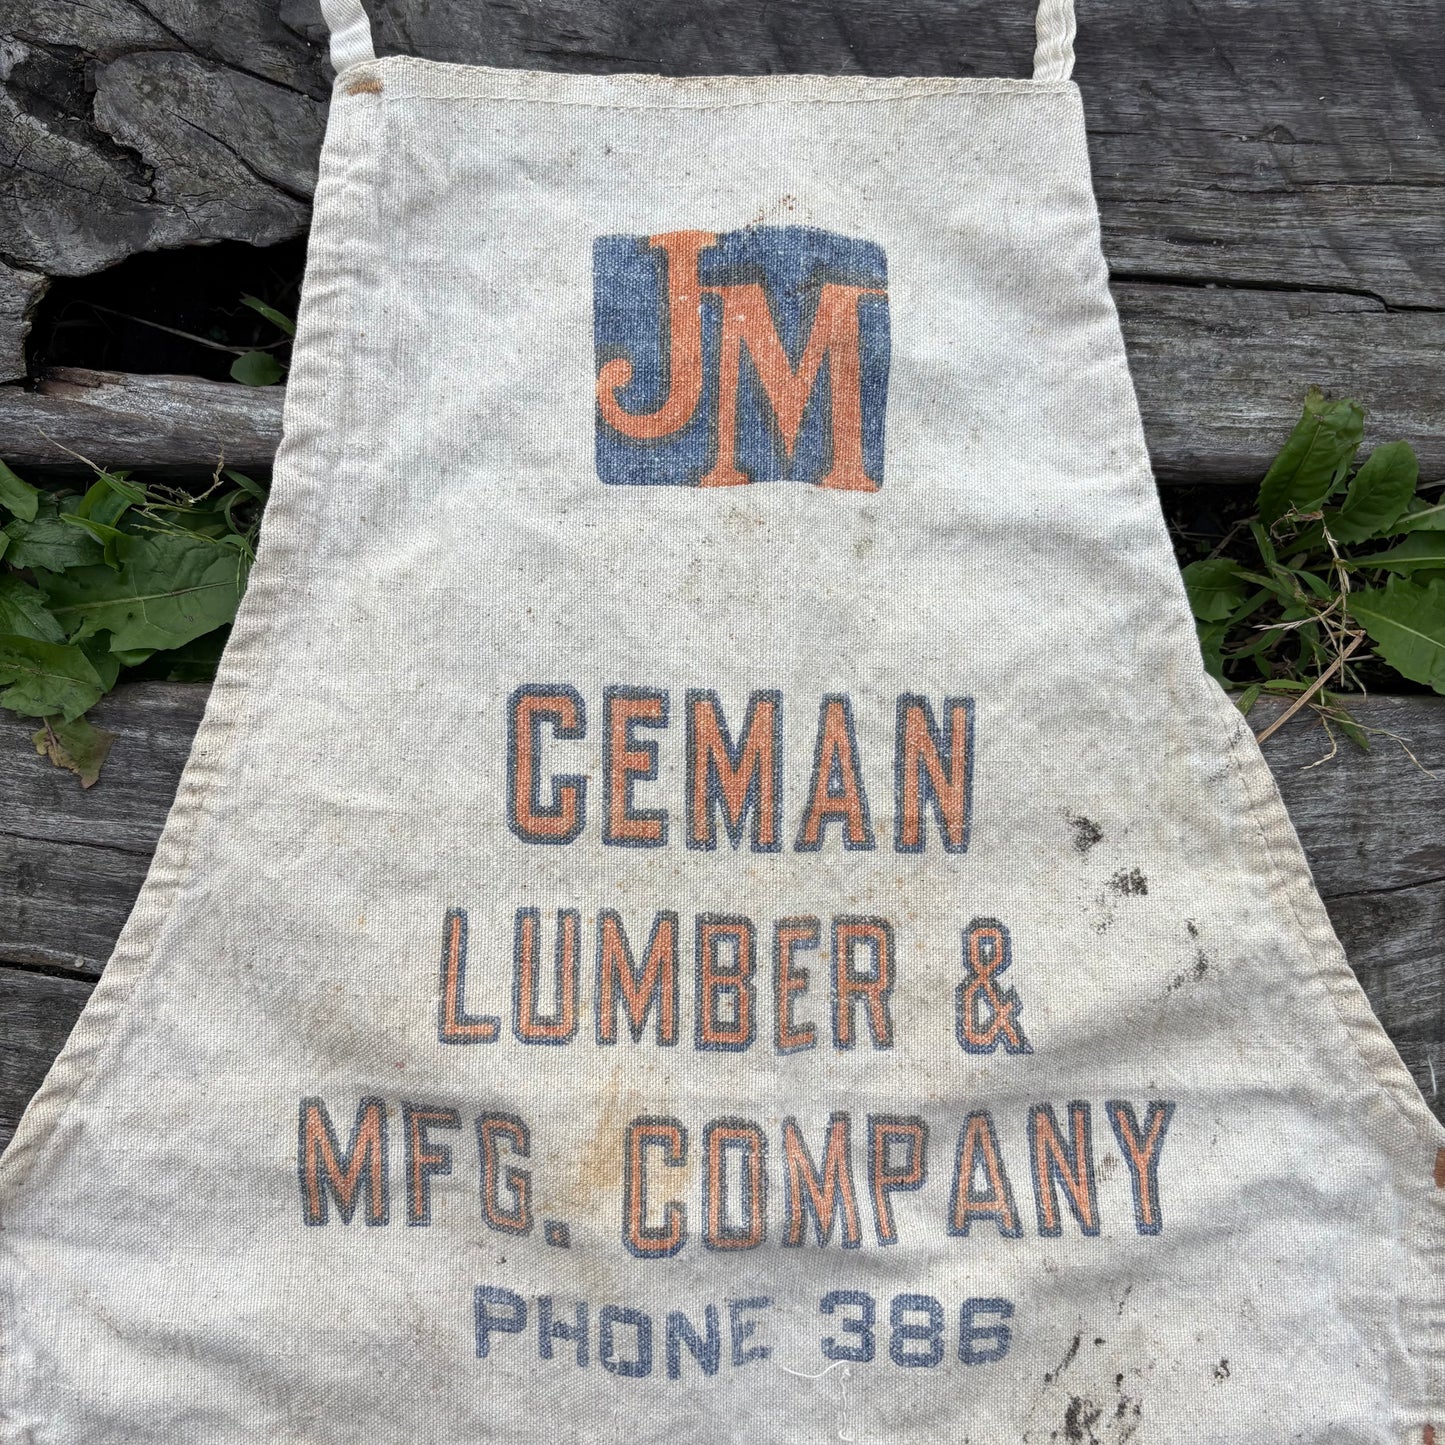 JM
CEMAN
LUMBER &
MFG. COMPANY
PHONE 386